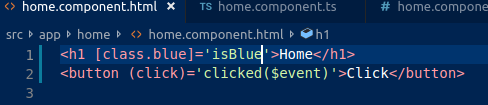 home.component.html TS home.component.ts # home.component
src > app > home > home.component.html > h1
1 <h1 [class.blue]='isBlue'>Home</h1>
2 <button (click)='clicked($event)'>Click</button>
3